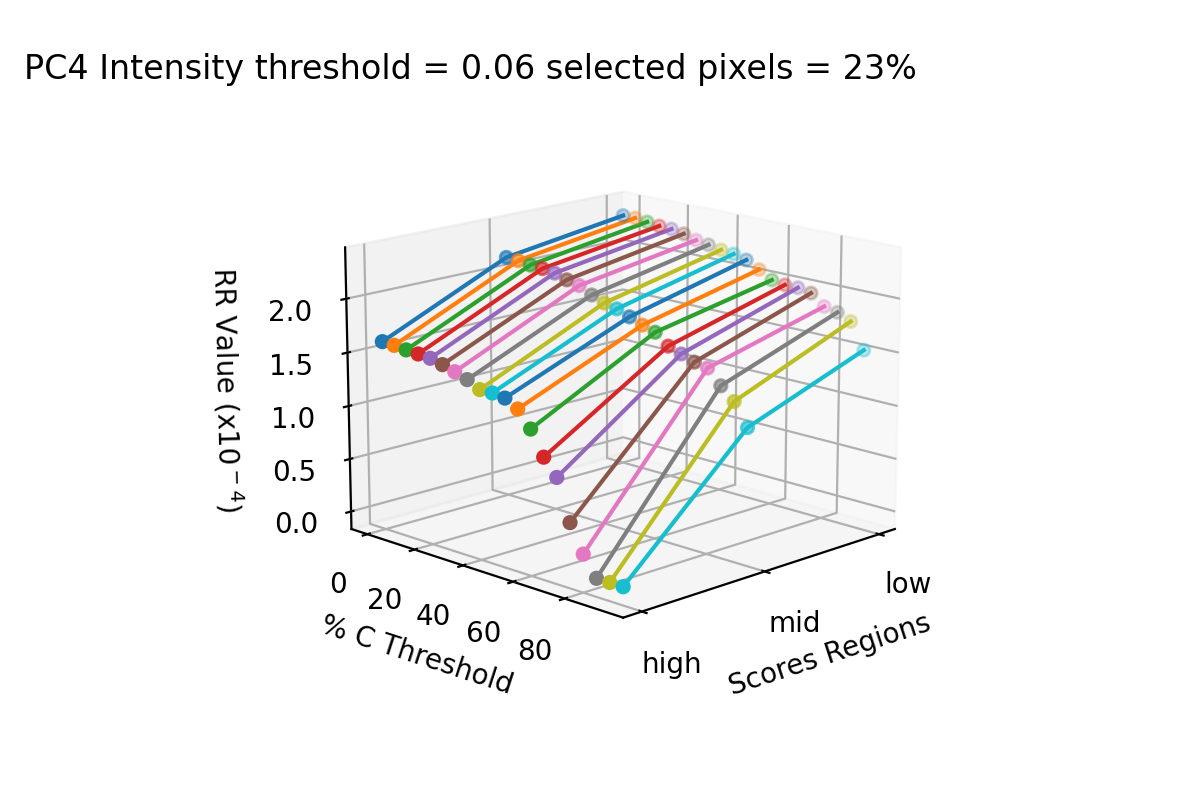 PC4 Intensity threshold = 0.06 selected pixels = 23%
RR Value (x10⁻⁴)
2.0
1.5
1.0
0.5
0.0
0
20
40
60
80
% C Threshold
high
mid
low
Scores Regions